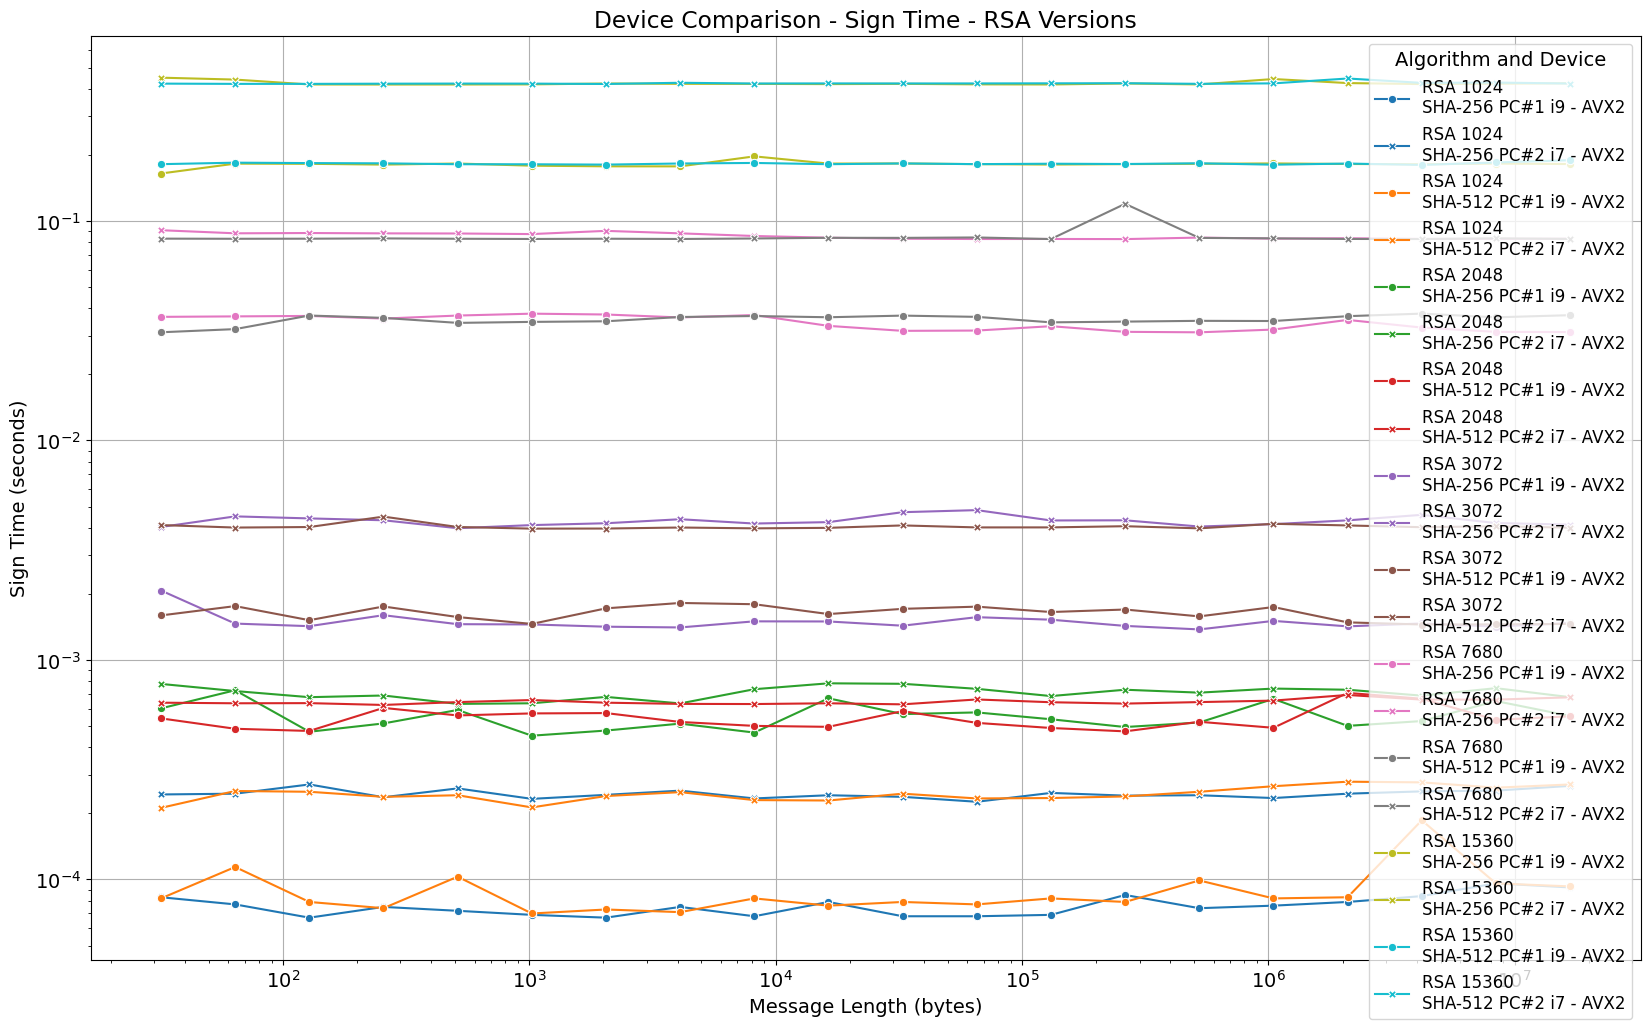 Device Comparison - Sign Time - RSA Versions
Sign Time (seconds)
10⁻¹
10⁻²
10⁻³
10⁻⁴
10²
10³
10⁴
10⁵
10⁶
10⁷
Message Length (bytes)
Algorithm and Device
RSA 1024
SHA-256 PC#1 i9 - AVX2
RSA 1024
SHA-256 PC#2 i7 - AVX2
RSA 1024
SHA-512 PC#1 i9 - AVX2
RSA 1024
SHA-512 PC#2 i7 - AVX2
RSA 2048
SHA-256 PC#1 i9 - AVX2
RSA 2048
SHA-256 PC#2 i7 - AVX2
RSA 2048
SHA-512 PC#1 i9 - AVX2
RSA 2048
SHA-512 PC#2 i7 - AVX2
RSA 3072
SHA-256 PC#1 i9 - AVX2
RSA 3072
SHA-256 PC#2 i7 - AVX2
RSA 3072
SHA-512 PC#1 i9 - AVX2
RSA 3072
SHA-512 PC#2 i7 - AVX2
RSA 7680
SHA-256 PC#1 i9 - AVX2
RSA 7680
SHA-256 PC#2 i7 - AVX2
RSA 7680
SHA-512 PC#1 i9 - AVX2
RSA 7680
SHA-512 PC#2 i7 - AVX2
RSA 15360
SHA-256 PC#1 i9 - AVX2
RSA 15360
SHA-256 PC#2 i7 - AVX2
RSA 15360
SHA-512 PC#1 i9 - AVX2
RSA 15360
SHA-512 PC#2 i7 - AVX2